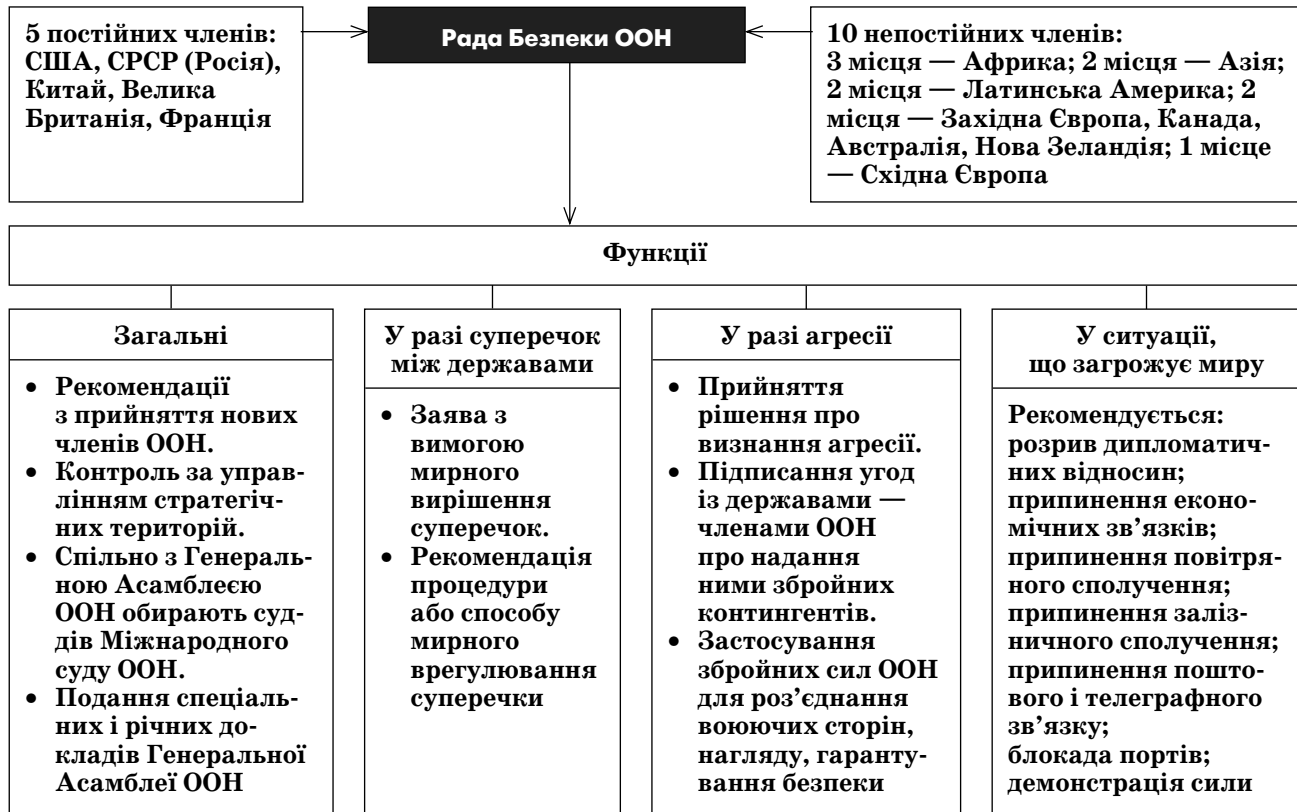 5 постійних членів:
США, СРСР (Росія),
Китай, Велика
Британія, Франція
Рада Безпеки ООН
10 непостійних членів:
3 місця — Африка; 2 місця — Азія;
2 місця — Латинська Америка; 2
місця — Західна Європа, Канада,
Австралія, Нова Зеландія; 1 місце
— Східна Європа
Функції
Загальні
• Рекомендації
з прийняття нових
членів ООН.
• Контроль за управ-
лінням стратегіч-
них територій.
• Спільно з Генераль-
ною Асамблеєю
ООН обирають суд-
дів Міжнародного
суду ООН.
• Подання спеціаль-
них і річних до-
кладів Генеральної
Асамблеї ООН
У разі суперечок
між державами
• Заява з
вимогою
мирного
вирішення
суперечок.
• Рекомендація
процедури
або способу
мирного
врегулювання
суперечки
У разі агресії
• Прийняття
рішення про
визнання агресії.
• Підписання угод
із державами —
членами ООН
про надання
ними збройних
контингентів.
• Застосування
збройних сил ООН
для роз’єднання
воюючих сторін,
нагляду, гаранту-
вання безпеки
У ситуації,
що загрожує миру
Рекомендується:
розрив дипломатич-
них відносин;
припинення еконо-
мічних зв’язків;
припинення повітря-
ного сполучення;
припинення заліз-
ничного сполучення;
припинення пошто-
вого і телеграфного
зв’язку;
блокада портів;
демонстрація сили